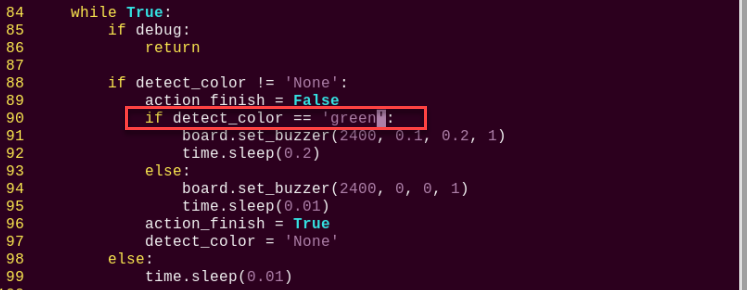 84     while True:
85         if debug:
86             return
87
88         if detect_color != 'None':
89             action_finish = False
90             if detect_color == 'green':
91                 board.set_buzzer(2400, 0.1, 0.2, 1)
92                 time.sleep(0.2)
93             else:
94                 board.set_buzzer(2400, 0, 0, 1)
95                 time.sleep(0.01)
96             action_finish = True
97             detect_color = 'None'
98         else:
99             time.sleep(0.01)